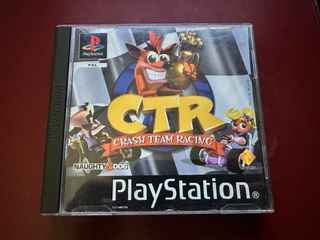 PlayStation
PAL
CTR
CRASH TEAM RACING
NAUGHTY DOG
PlayStation®